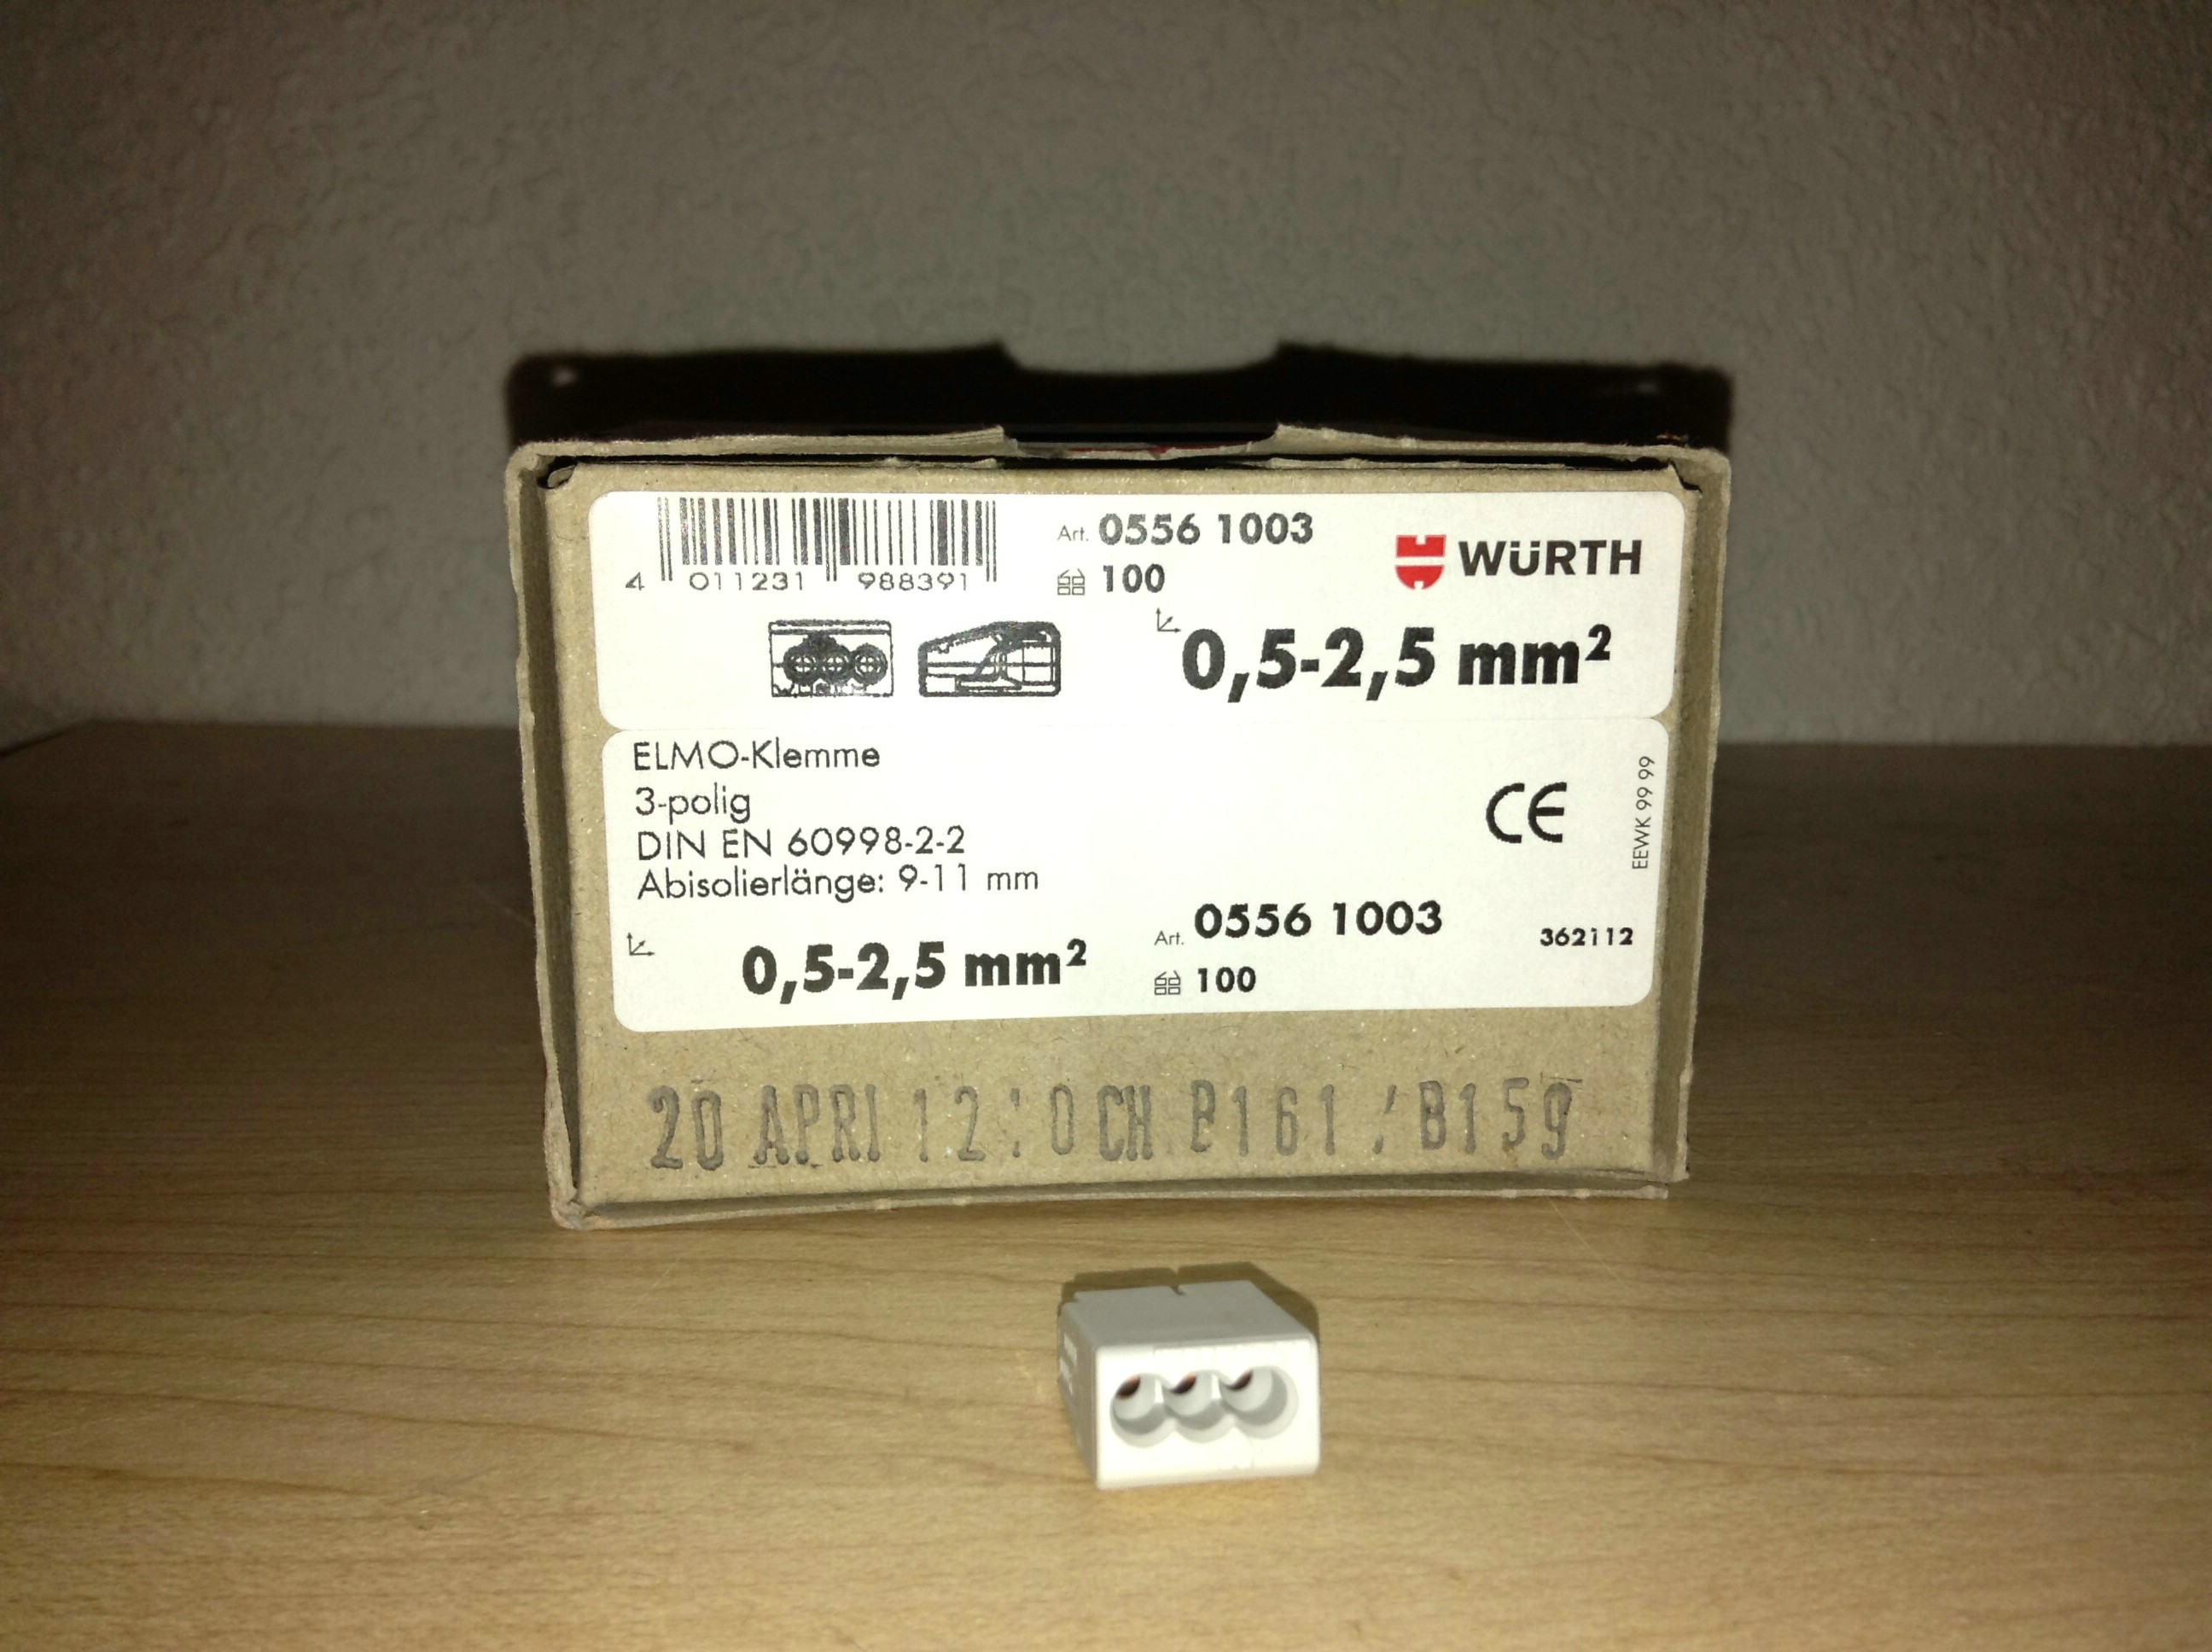 4 011231 988391
Art. 0556 1003
100
WÜRTH
0,5-2,5 mm²
ELMO-Klemme
3-polig
DIN EN 60998-2-2
Abisolierlänge: 9-11 mm
CE
EEWK 99 99
0,5-2,5 mm²
Art. 0556 1003
100
362112
20 APRI 12:0 CH B161 / B159